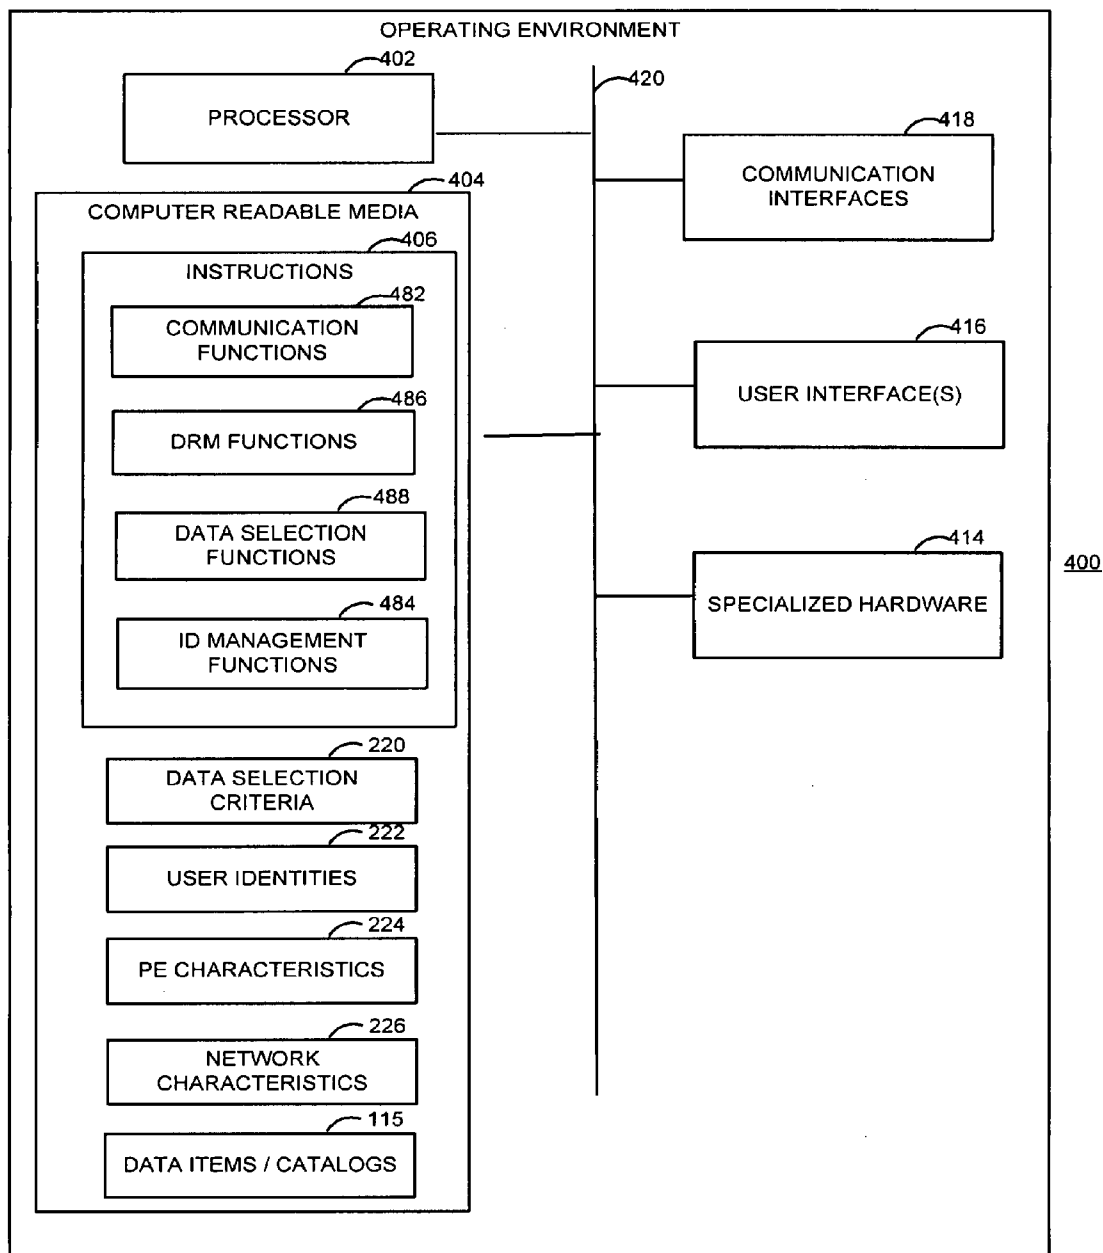 OPERATING ENVIRONMENT
402
PROCESSOR
404
COMPUTER READABLE MEDIA
406
INSTRUCTIONS
482
COMMUNICATION
FUNCTIONS
486
DRM FUNCTIONS
488
DATA SELECTION
FUNCTIONS
484
ID MANAGEMENT
FUNCTIONS
220
DATA SELECTION
CRITERIA
222
USER IDENTITIES
224
PE CHARACTERISTICS
226
NETWORK
CHARACTERISTICS
115
DATA ITEMS / CATALOGS
420
418
COMMUNICATION
INTERFACES
416
USER INTERFACE(S)
414
SPECIALIZED HARDWARE
400